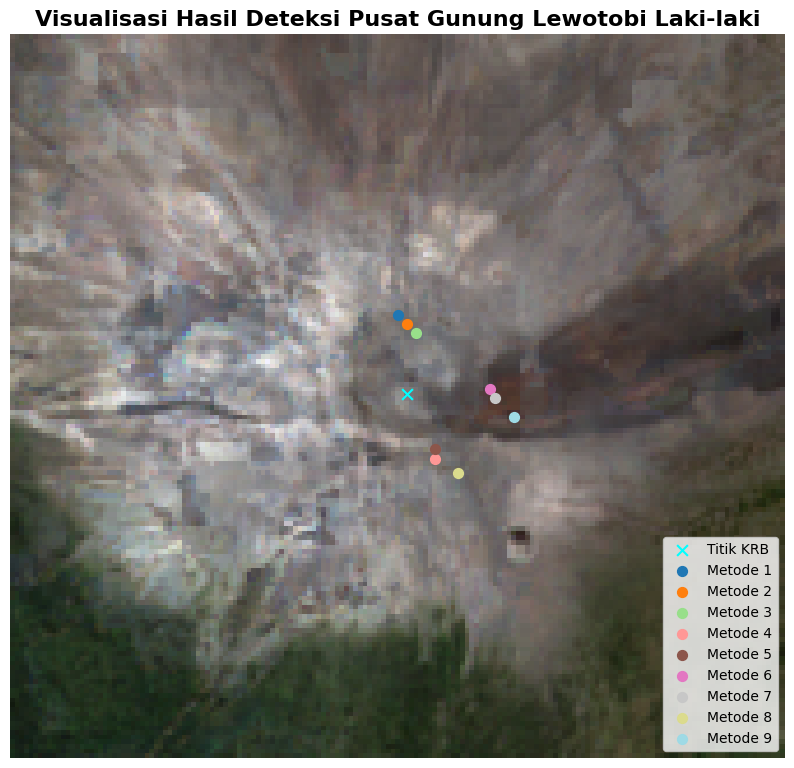 Visualisasi Hasil Deteksi Pusat Gunung Lewotobi Laki-laki
Titik KRB
Metode 1
Metode 2
Metode 3
Metode 4
Metode 5
Metode 6
Metode 7
Metode 8
Metode 9